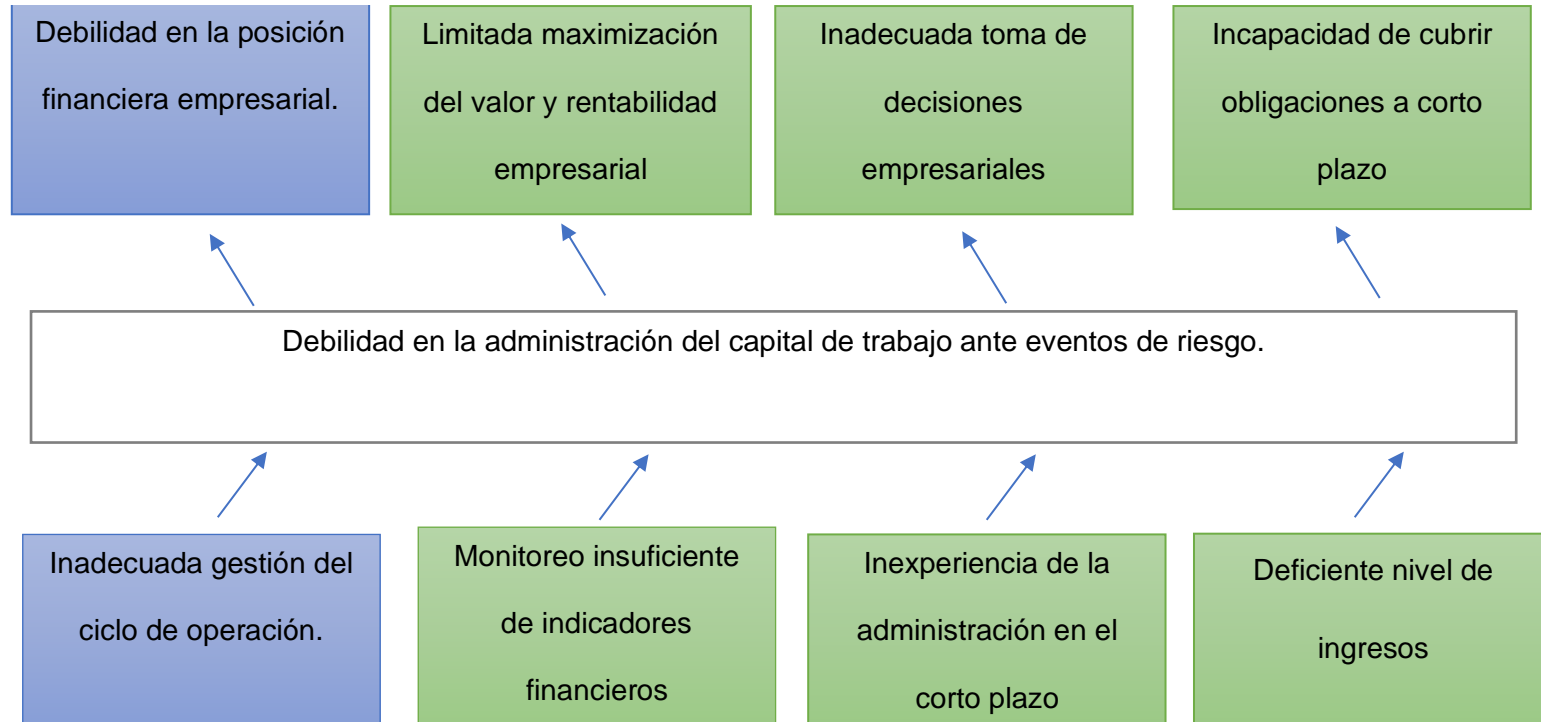 Debilidad en la posición
financiera empresarial.
Limitada maximización
del valor y rentabilidad
empresarial
Inadecuada toma de
decisiones
empresariales
Incapacidad de cubrir
obligaciones a corto
plazo
Debilidad en la administración del capital de trabajo ante eventos de riesgo.
Inadecuada gestión del
ciclo de operación.
Monitoreo insuficiente
de indicadores
financieros
Inexperiencia de la
administración en el
corto plazo
Deficiente nivel de
ingresos